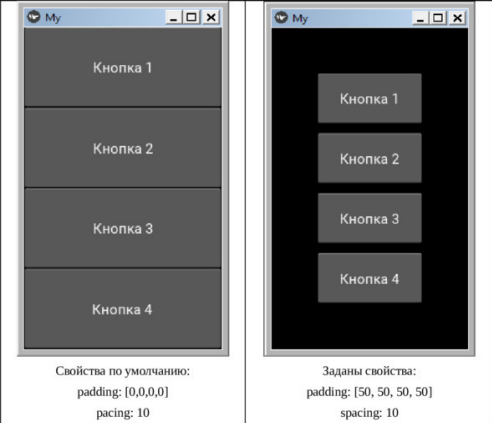 My
Кнопка 1
Кнопка 2
Кнопка 3
Кнопка 4
Свойства по умолчанию:
padding: [0,0,0,0]
pacing: 10
My
Кнопка 1
Кнопка 2
Кнопка 3
Кнопка 4
Заданы свойства:
padding: [50, 50, 50, 50]
spacing: 10